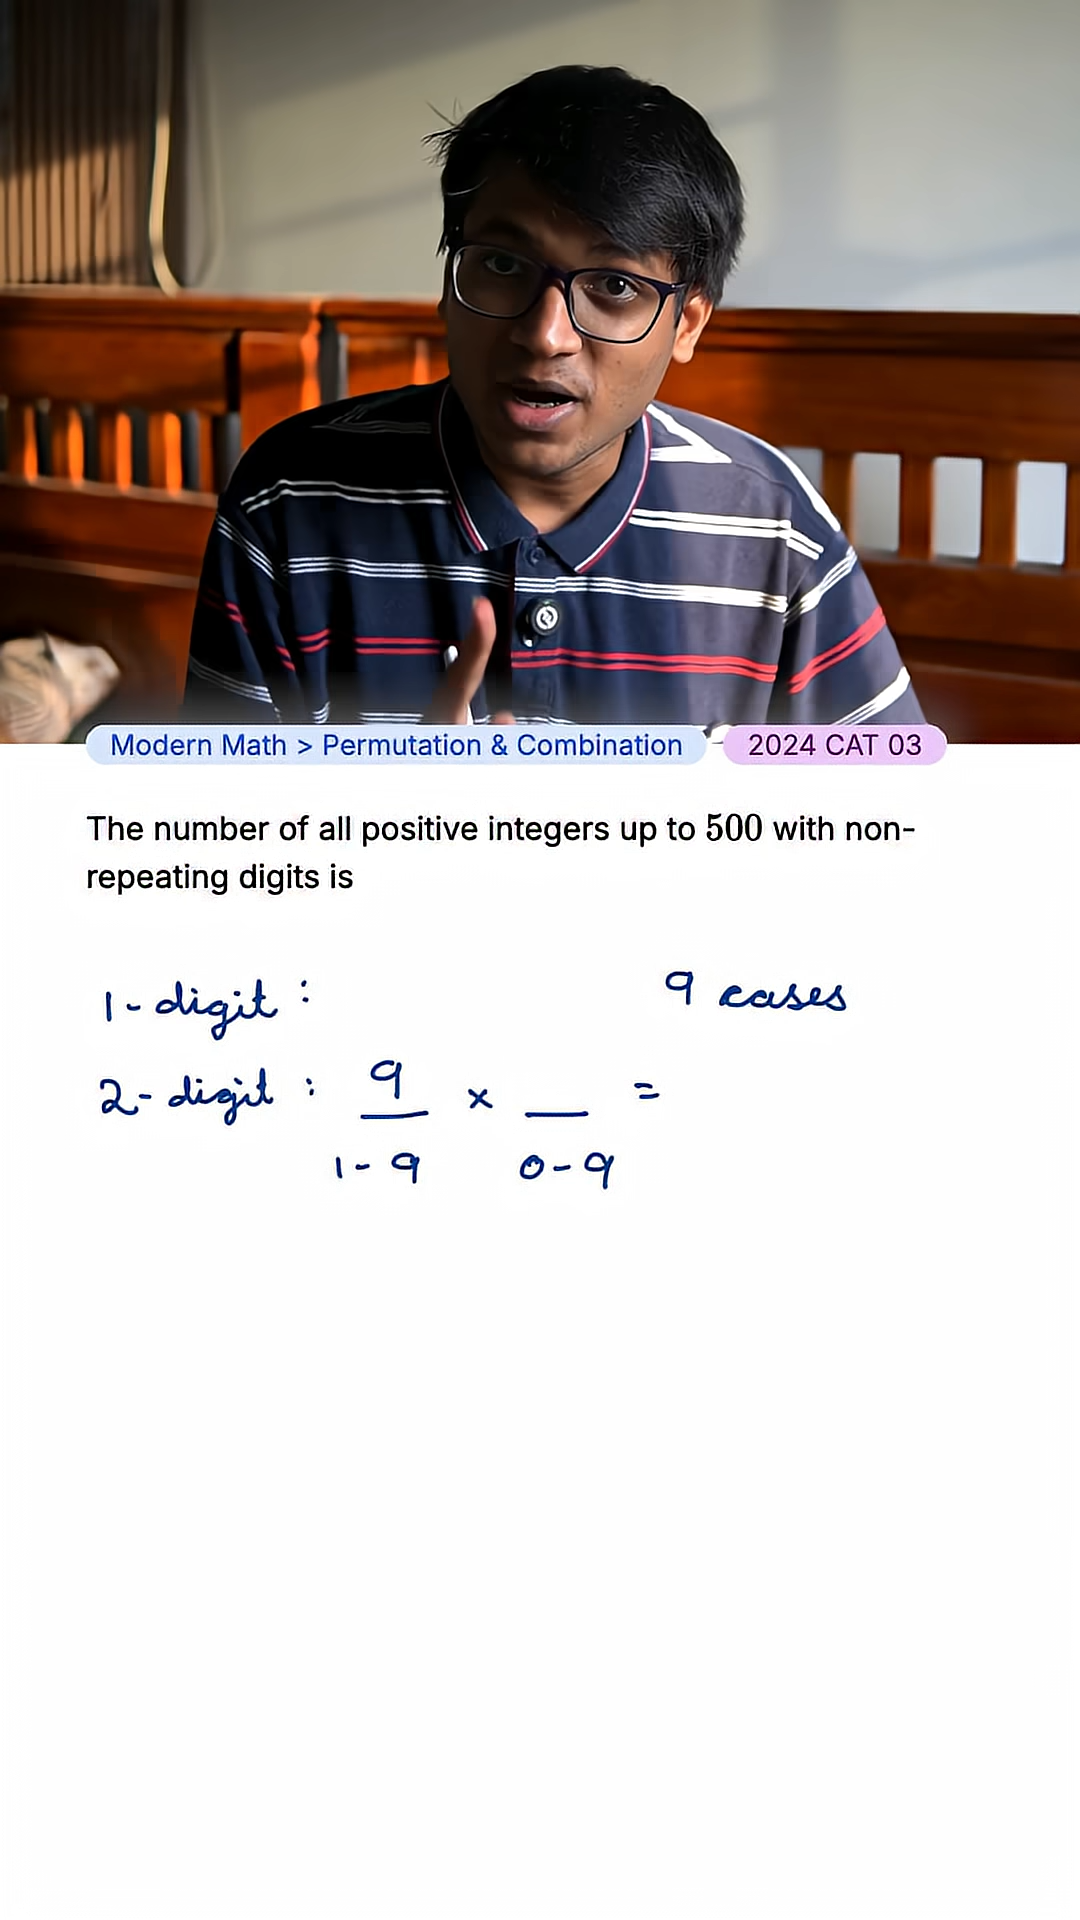 Modern Math > Permutation & Combination 2024 CAT 03
The number of all positive integers up to 500 with non-
repeating digits is
1-digit : 9 cases
2-digit : 9 × __ =
1-9 0-9